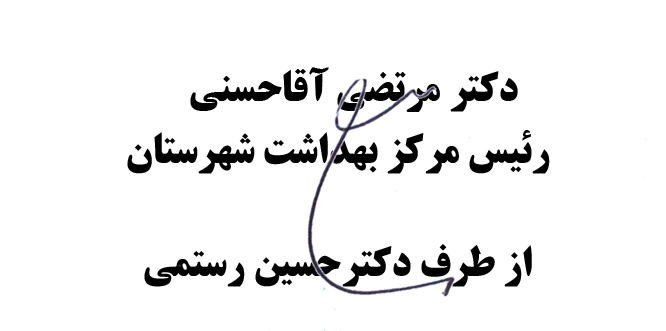 دکتر مرتضی آقاحسنی
رئیس مرکز بهداشت شهرستان
از طرف دکترحسین رستمی